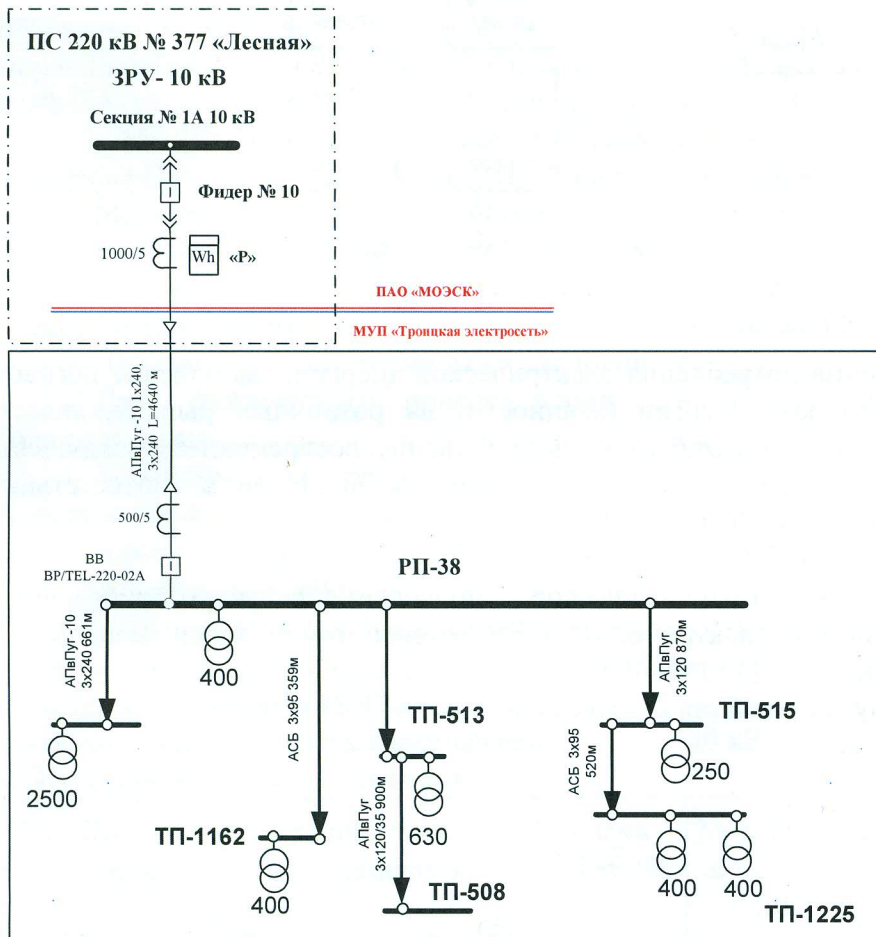 ПС 220 кВ № 377 «Лесная»
ЗРУ- 10 кВ
Секция № 1А 10 кВ
Фидер № 10
1000/5
Wh
«Р»
ПАО «МОЭСК»
МУП «Троицкая электросеть»
АПвПуг -10 1х240,
3х240 L=4640 м
500/5
ВВ
ВР/TEL-220-02А
РП-38
АПвПуг -10
3х240 661м
400
АСБ 3х95 359м
АПвПуг
3х120 870м
ТП-513
ТП-515
2500
АПвПуг
3х120/35 900м
630
АСБ 3х95
520м
250
ТП-1162
400
ТП-508
400
400
ТП-1225